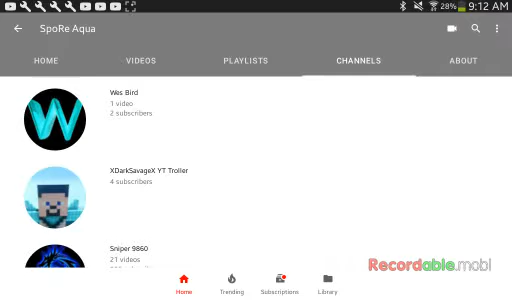 28% 9:12 AM
SpoRe Aqua
HOME VIDEOS PLAYLISTS CHANNELS ABOUT
Wes Bird
1 video
2 subscribers
W
XDarkSavageX YT Troller
4 subscribers
Sniper 9860
21 videos
Recordable.mobi
Home Trending Subscriptions Library